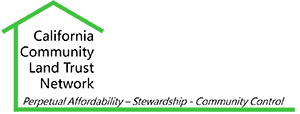 California
Community
Land Trust
Network
Perpetual Affordability – Stewardship - Community Control